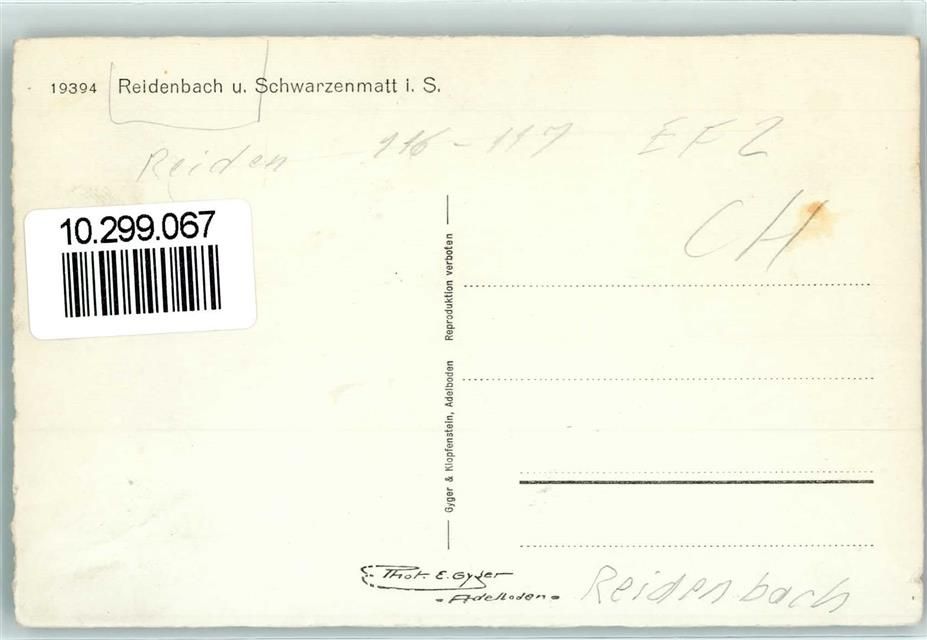 19394 Reidenbach u. Schwarzenmatt i. S.
Reiden 116-117 EF2
CH
10.299.067
Gyger & Klopfenstein, Adelboden Reproduktion verboten
Phot. E. Gyger
- Adelboden -
Reidenbach